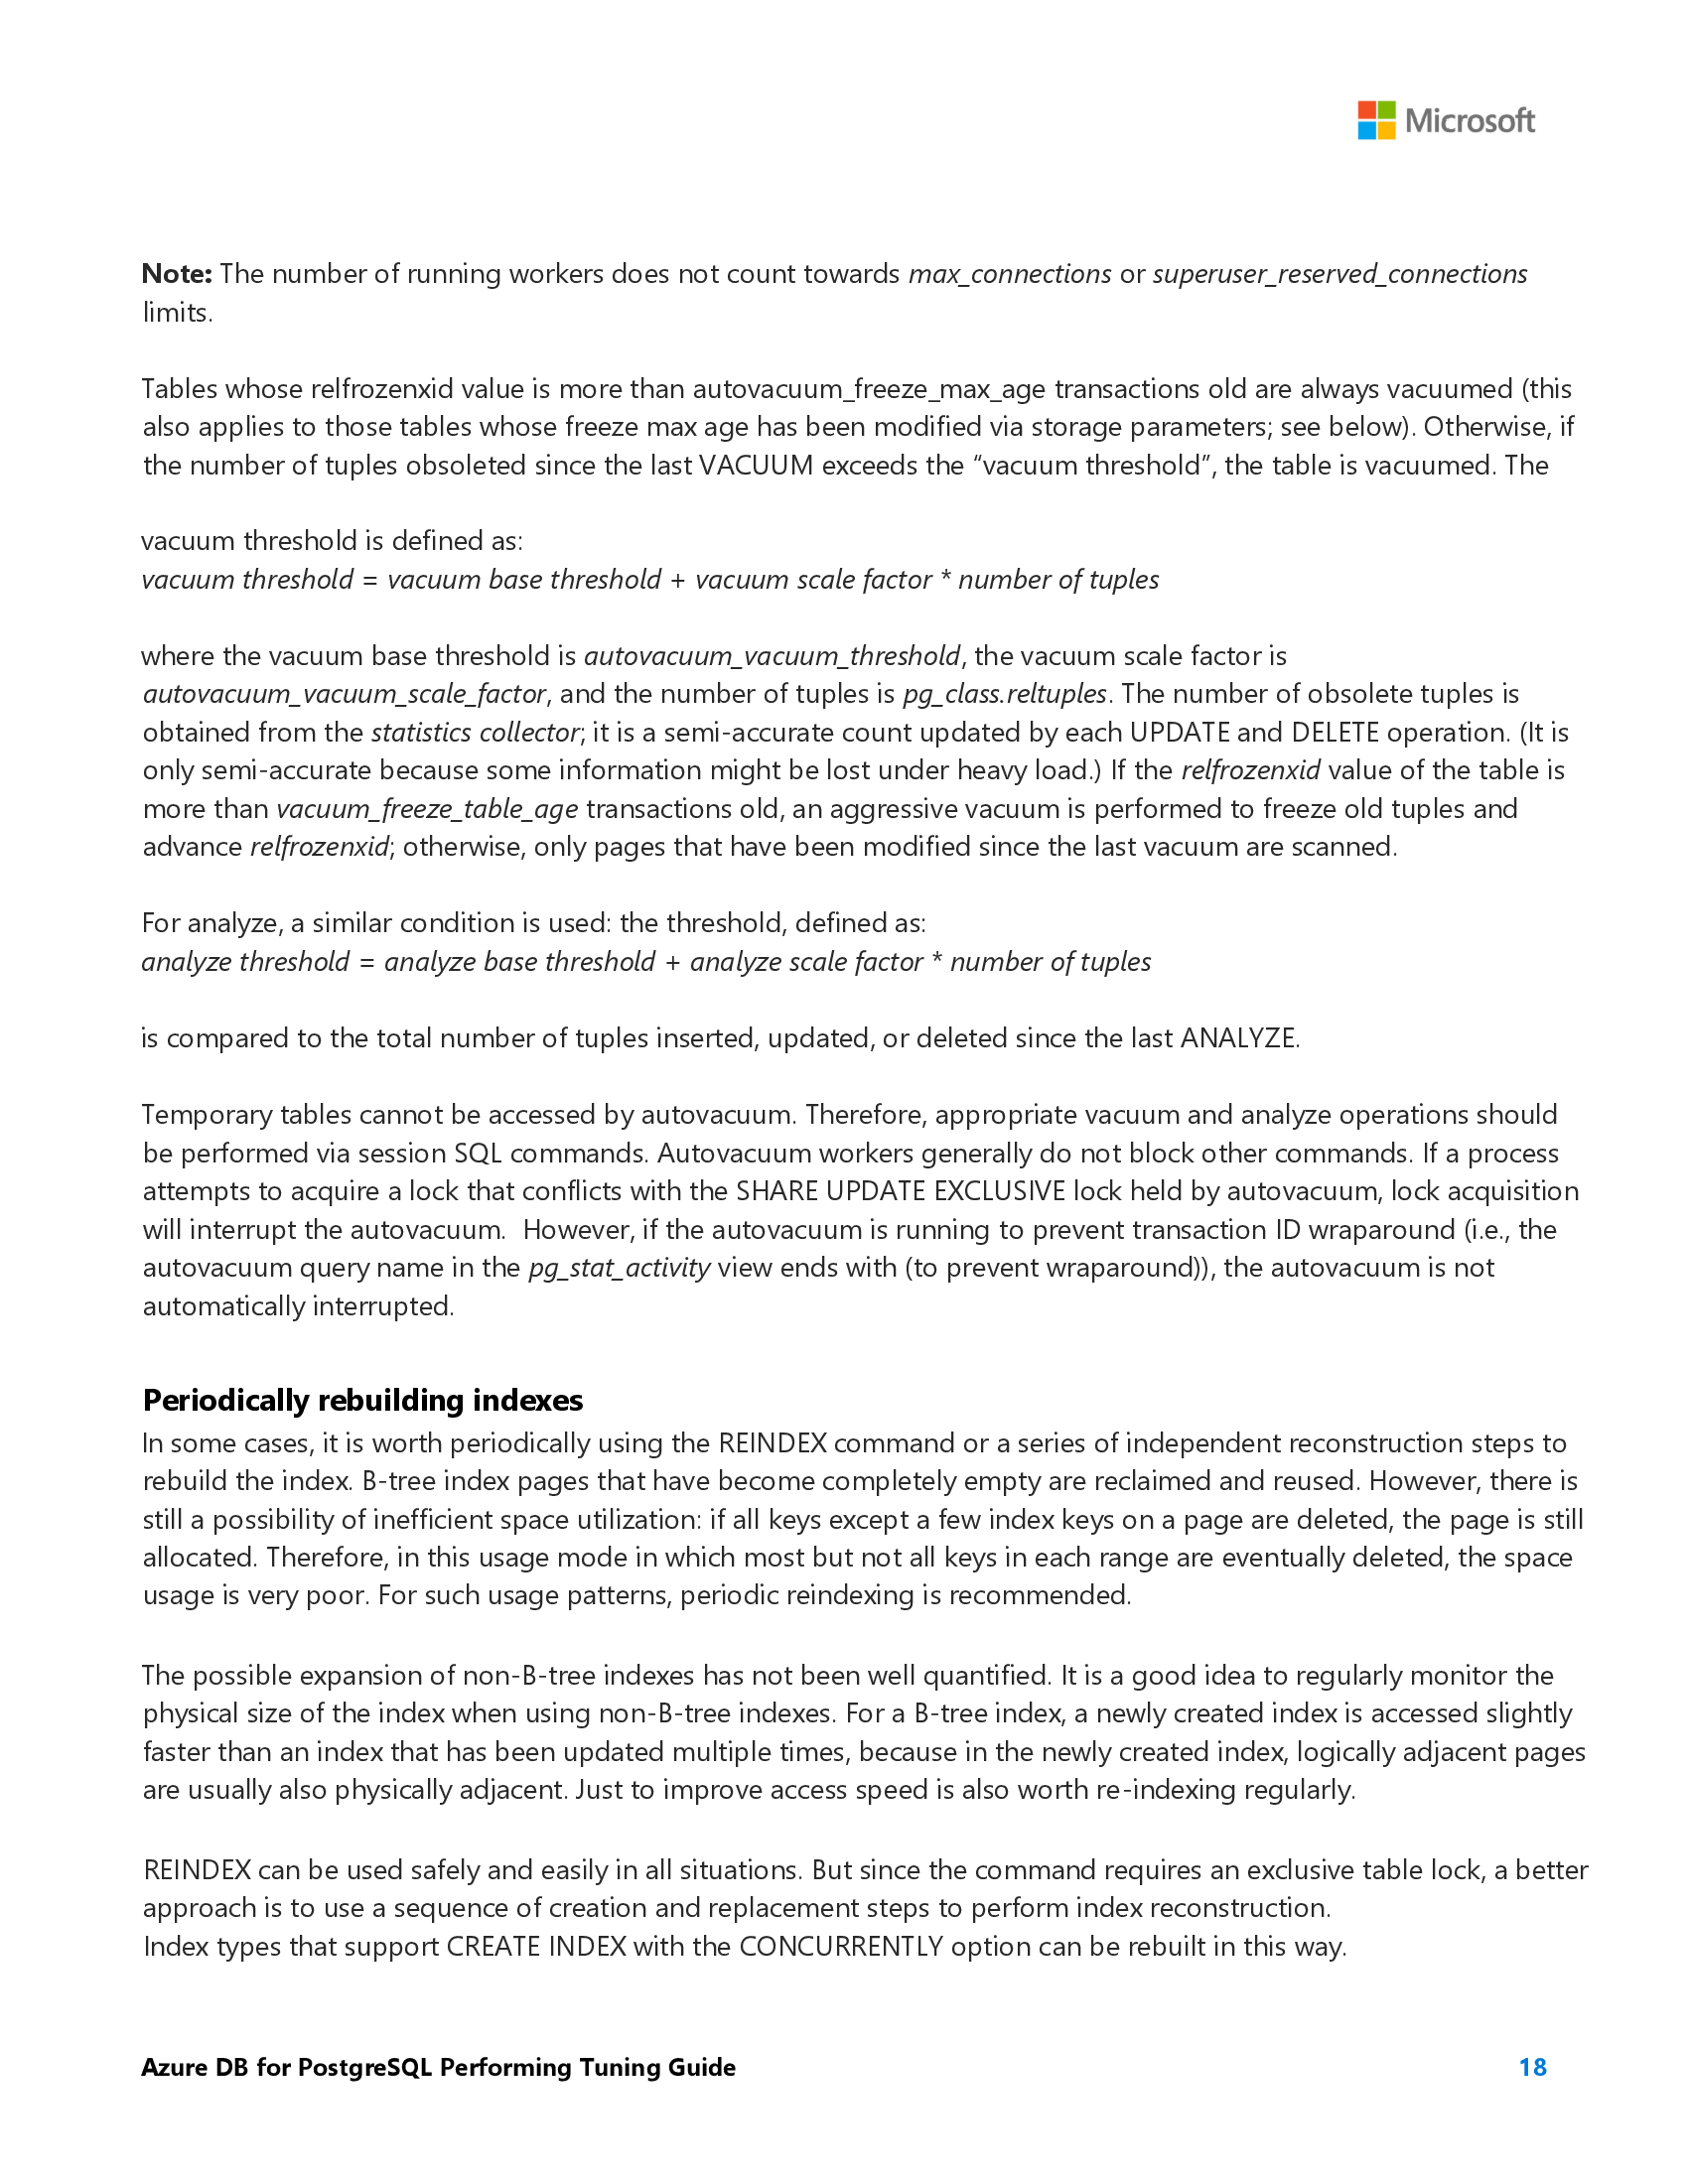 Microsoft
Note: The number of running workers does not count towards max_connections or superuser_reserved_connections
limits.
Tables whose relfrozenxid value is more than autovacuum_freeze_max_age transactions old are always vacuumed (this
also applies to those tables whose freeze max age has been modified via storage parameters; see below). Otherwise, if
the number of tuples obsoleted since the last VACUUM exceeds the “vacuum threshold”, the table is vacuumed. The
vacuum threshold is defined as:
vacuum threshold = vacuum base threshold + vacuum scale factor * number of tuples
where the vacuum base threshold is autovacuum_vacuum_threshold, the vacuum scale factor is
autovacuum_vacuum_scale_factor, and the number of tuples is pg_class.reltuples. The number of obsolete tuples is
obtained from the statistics collector; it is a semi-accurate count updated by each UPDATE and DELETE operation. (It is
only semi-accurate because some information might be lost under heavy load.) If the relfrozenxid value of the table is
more than vacuum_freeze_table_age transactions old, an aggressive vacuum is performed to freeze old tuples and
advance relfrozenxid; otherwise, only pages that have been modified since the last vacuum are scanned.
For analyze, a similar condition is used: the threshold, defined as:
analyze threshold = analyze base threshold + analyze scale factor * number of tuples
is compared to the total number of tuples inserted, updated, or deleted since the last ANALYZE.
Temporary tables cannot be accessed by autovacuum. Therefore, appropriate vacuum and analyze operations should
be performed via session SQL commands. Autovacuum workers generally do not block other commands. If a process
attempts to acquire a lock that conflicts with the SHARE UPDATE EXCLUSIVE lock held by autovacuum, lock acquisition
will interrupt the autovacuum.  However, if the autovacuum is running to prevent transaction ID wraparound (i.e., the
autovacuum query name in the pg_stat_activity view ends with (to prevent wraparound)), the autovacuum is not
automatically interrupted.
Periodically rebuilding indexes
In some cases, it is worth periodically using the REINDEX command or a series of independent reconstruction steps to
rebuild the index. B-tree index pages that have become completely empty are reclaimed and reused. However, there is
still a possibility of inefficient space utilization: if all keys except a few index keys on a page are deleted, the page is still
allocated. Therefore, in this usage mode in which most but not all keys in each range are eventually deleted, the space
usage is very poor. For such usage patterns, periodic reindexing is recommended.
The possible expansion of non-B-tree indexes has not been well quantified. It is a good idea to regularly monitor the
physical size of the index when using non-B-tree indexes. For a B-tree index, a newly created index is accessed slightly
faster than an index that has been updated multiple times, because in the newly created index, logically adjacent pages
are usually also physically adjacent. Just to improve access speed is also worth re-indexing regularly.
REINDEX can be used safely and easily in all situations. But since the command requires an exclusive table lock, a better
approach is to use a sequence of creation and replacement steps to perform index reconstruction.
Index types that support CREATE INDEX with the CONCURRENTLY option can be rebuilt in this way.
Azure DB for PostgreSQL Performing Tuning Guide 18